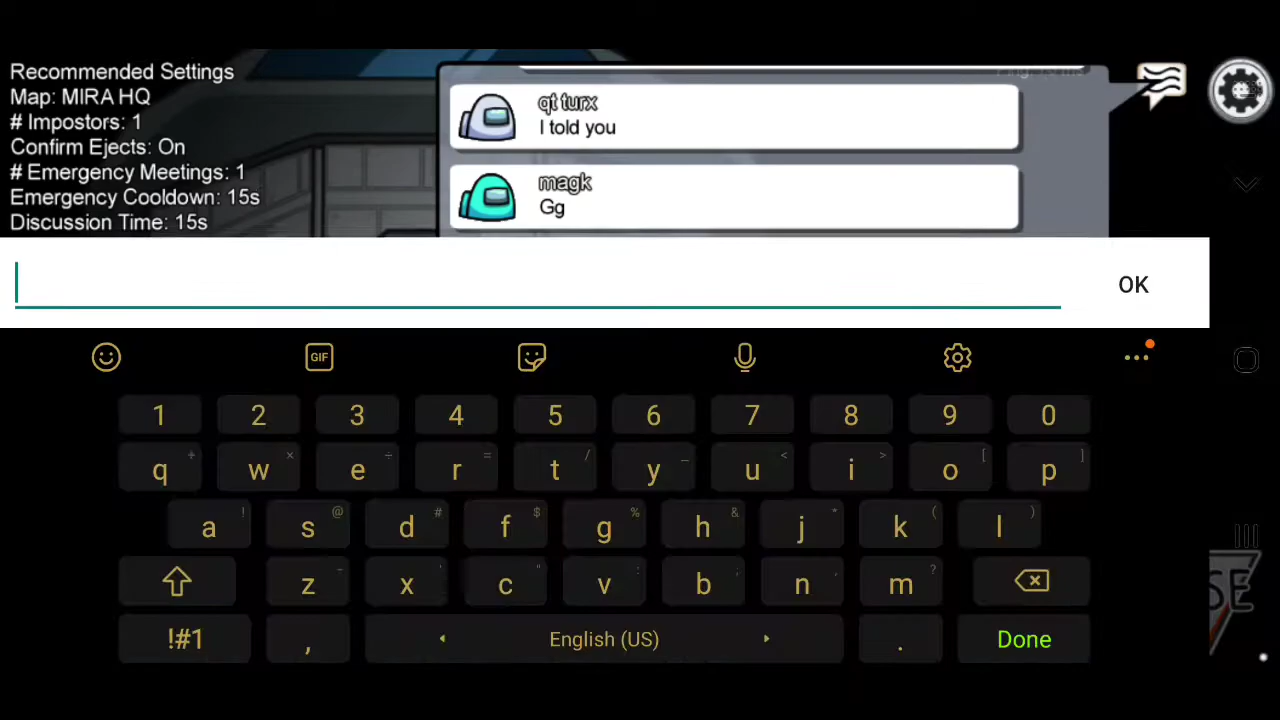 Recommended Settings
Map: MIRA HQ
# Impostors: 1
Confirm Ejects: On
# Emergency Meetings: 1
Emergency Cooldown: 15s
Discussion Time: 15s
qt turx
I told you
magk
Gg
OK
GIF
1 2 3 4 5 6 7 8 9 0
q + w × e ÷ r = t / y _ u < i > o [ p ]
a ! s @ d # f $ g % h & j * k ( l )
z - x ' c " v : b ; n , m ?
!#1 , English (US) . Done
SE